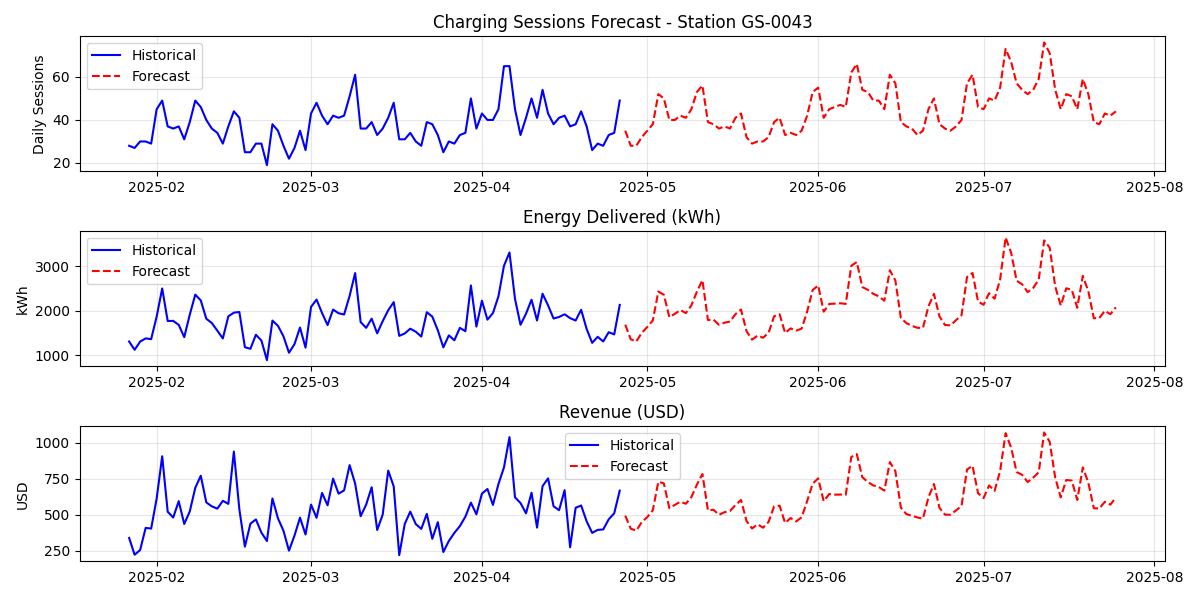 Charging Sessions Forecast - Station GS-0043
Daily Sessions
60
40
20
Historical
Forecast
2025-02 2025-03 2025-04 2025-05 2025-06 2025-07 2025-08
Energy Delivered (kWh)
kWh
3000
2000
1000
Historical
Forecast
2025-02 2025-03 2025-04 2025-05 2025-06 2025-07 2025-08
Revenue (USD)
USD
1000
750
500
250
Historical
Forecast
2025-02 2025-03 2025-04 2025-05 2025-06 2025-07 2025-08